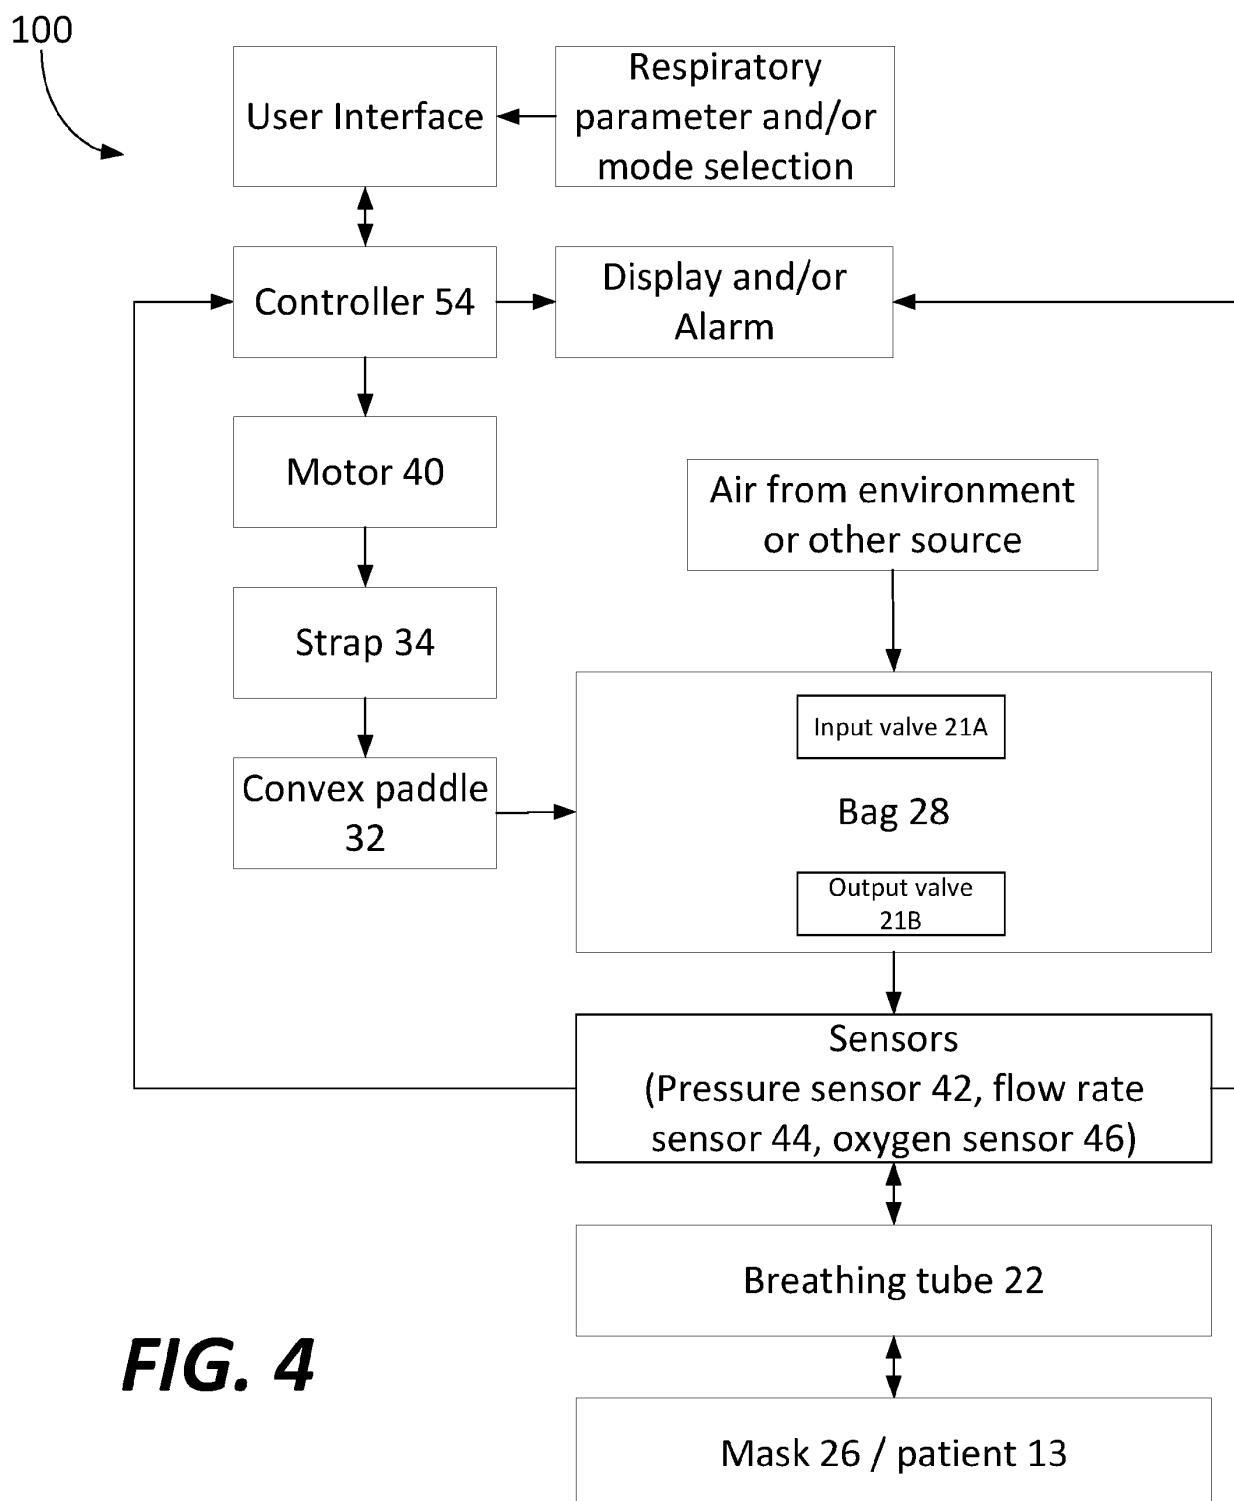 100
User Interface
Respiratory
parameter and/or
mode selection
Controller 54
Display and/or
Alarm
Motor 40
Air from environment
or other source
Strap 34
Input valve 21A
Convex paddle
32
Bag 28
Output valve
21B
Sensors
(Pressure sensor 42, flow rate
sensor 44, oxygen sensor 46)
Breathing tube 22
FIG. 4
Mask 26 / patient 13